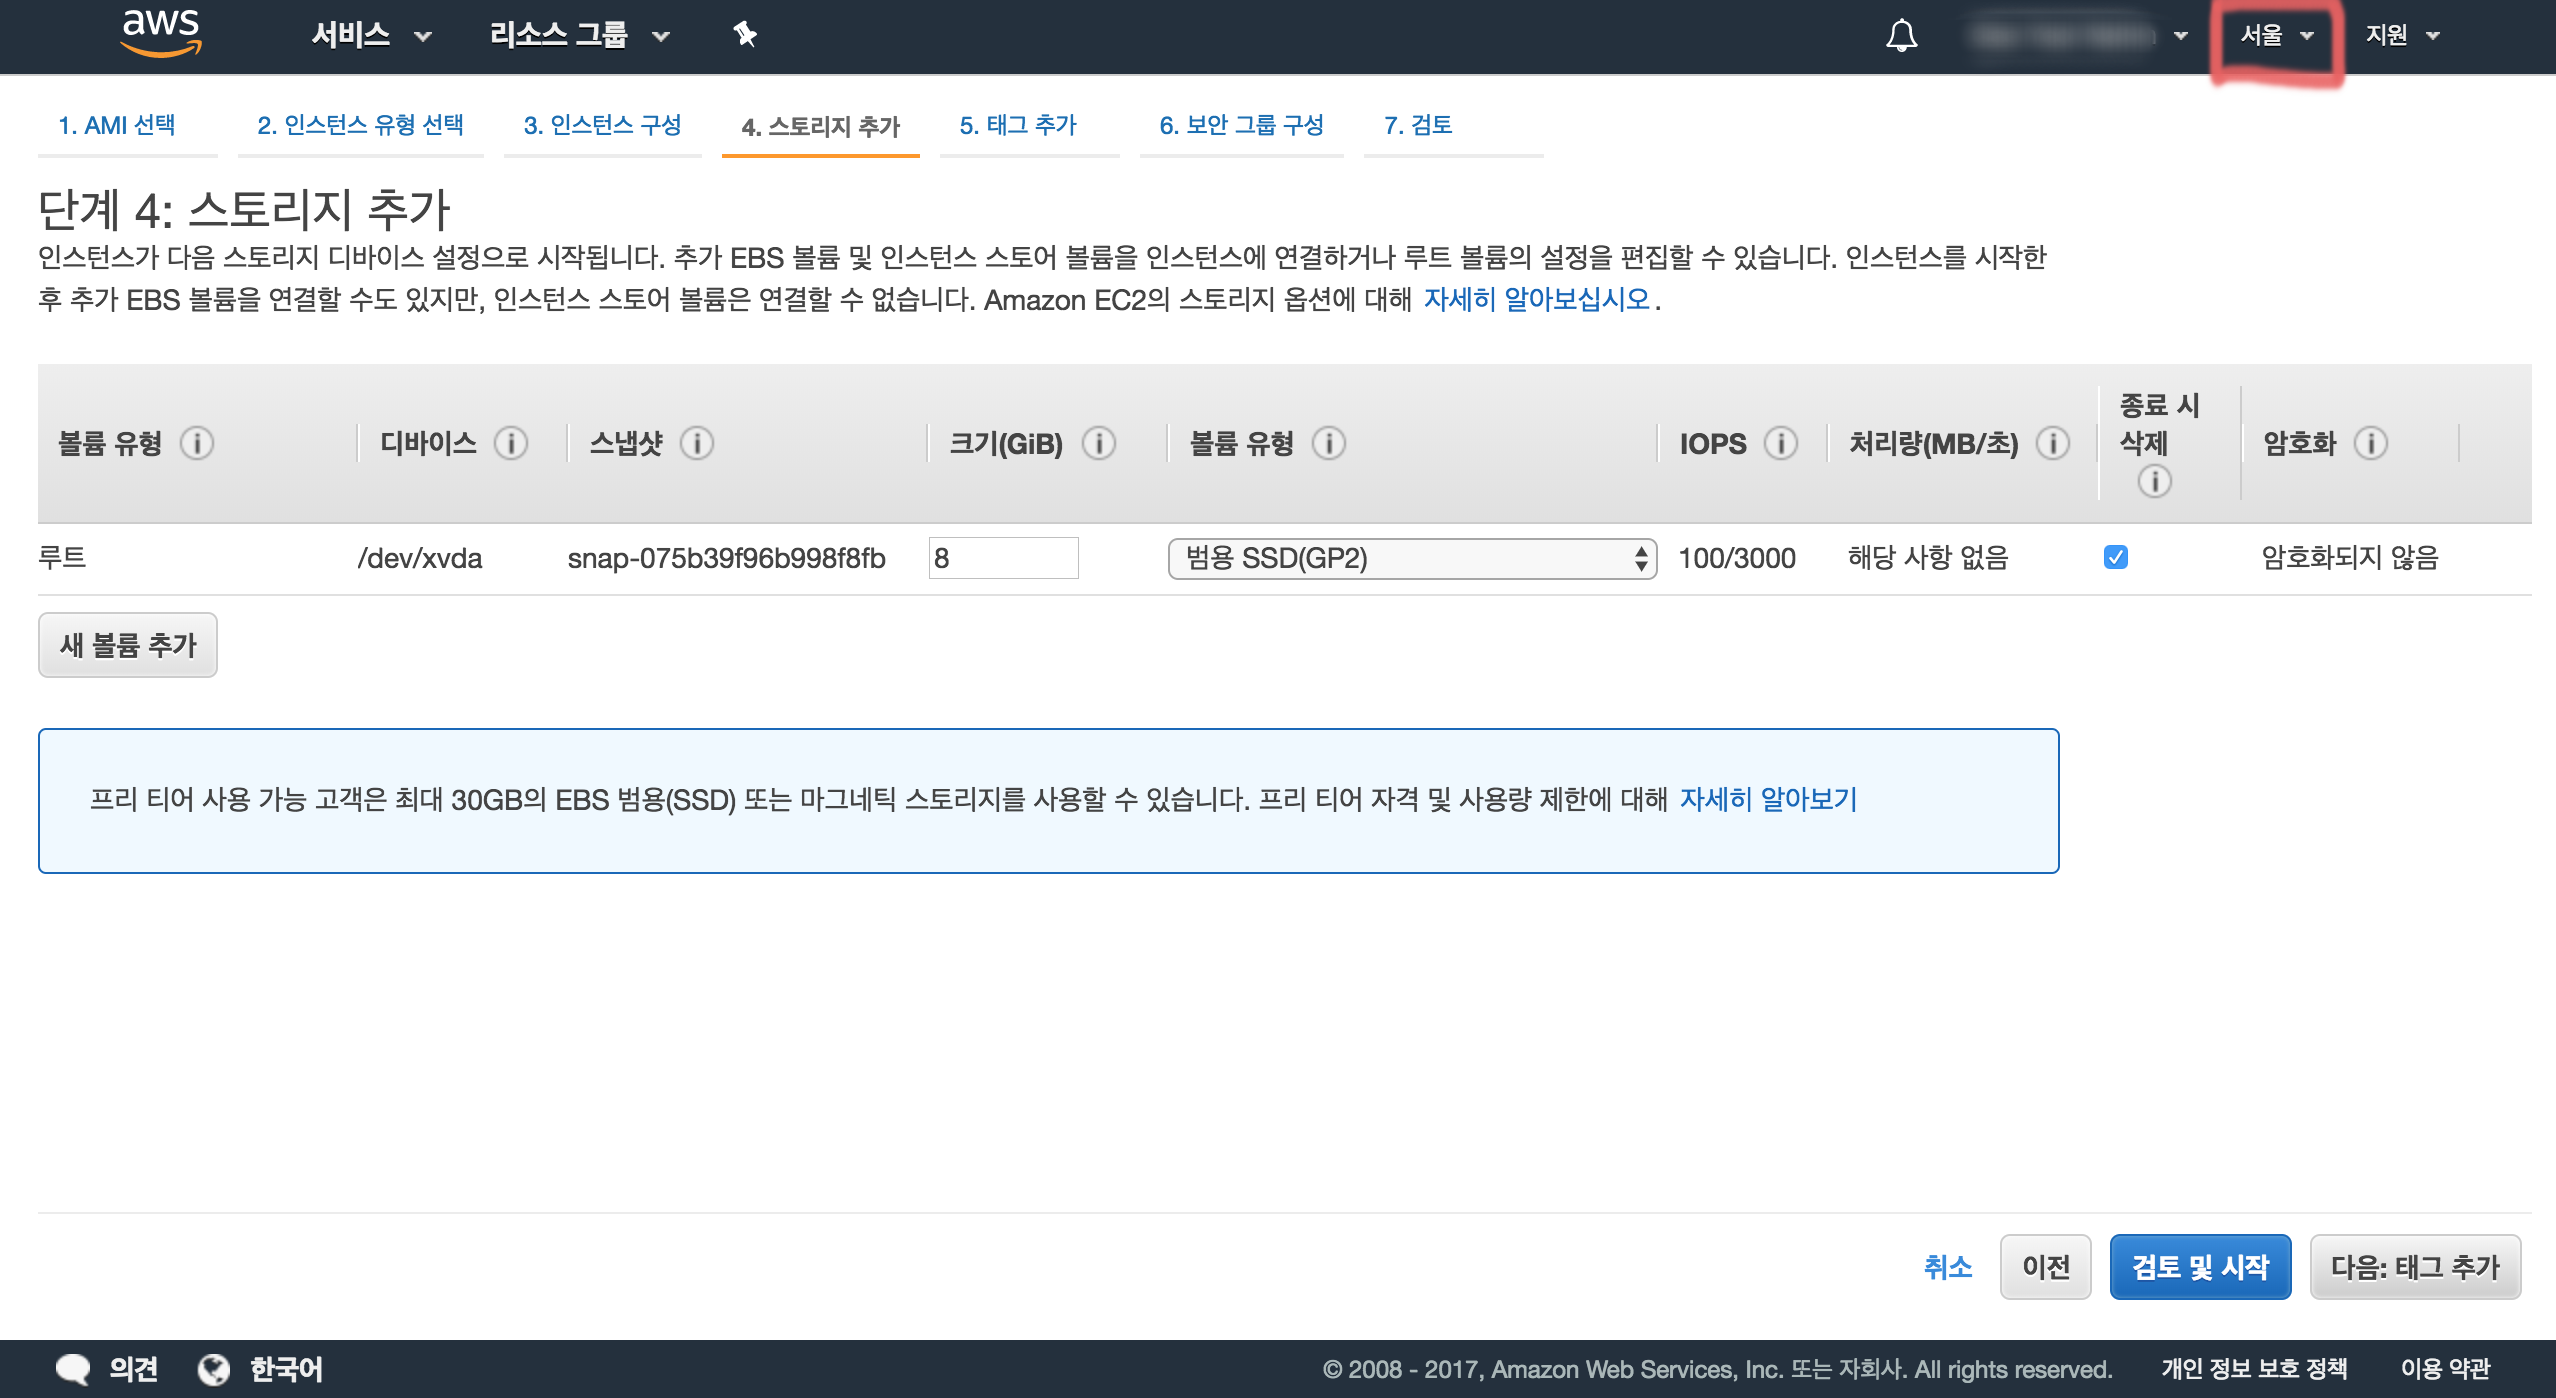 aws 서비스 리소스 그룹 서울 지원
1. AMI 선택 2. 인스턴스 유형 선택 3. 인스턴스 구성 4. 스토리지 추가 5. 태그 추가 6. 보안 그룹 구성 7. 검토
단계 4: 스토리지 추가
인스턴스가 다음 스토리지 디바이스 설정으로 시작됩니다. 추가 EBS 볼륨 및 인스턴스 스토어 볼륨을 인스턴스에 연결하거나 루트 볼륨의 설정을 편집할 수 있습니다. 인스턴스를 시작한
후 추가 EBS 볼륨을 연결할 수도 있지만, 인스턴스 스토어 볼륨은 연결할 수 없습니다. Amazon EC2의 스토리지 옵션에 대해 자세히 알아보십시오.
볼륨 유형 디바이스 스냅샷 크기(GiB) 볼륨 유형 IOPS 처리량(MB/초) 종료 시 삭제 암호화
루트 /dev/xvda snap-075b39f96b998f8fb 8 범용 SSD(GP2) 100/3000 해당 사항 없음 암호화되지 않음
새 볼륨 추가
프리 티어 사용 가능 고객은 최대 30GB의 EBS 범용(SSD) 또는 마그네틱 스토리지를 사용할 수 있습니다. 프리 티어 자격 및 사용량 제한에 대해 자세히 알아보기
취소 이전 검토 및 시작 다음: 태그 추가
의견 한국어 © 2008 - 2017, Amazon Web Services, Inc. 또는 자회사. All rights reserved. 개인 정보 보호 정책 이용 약관